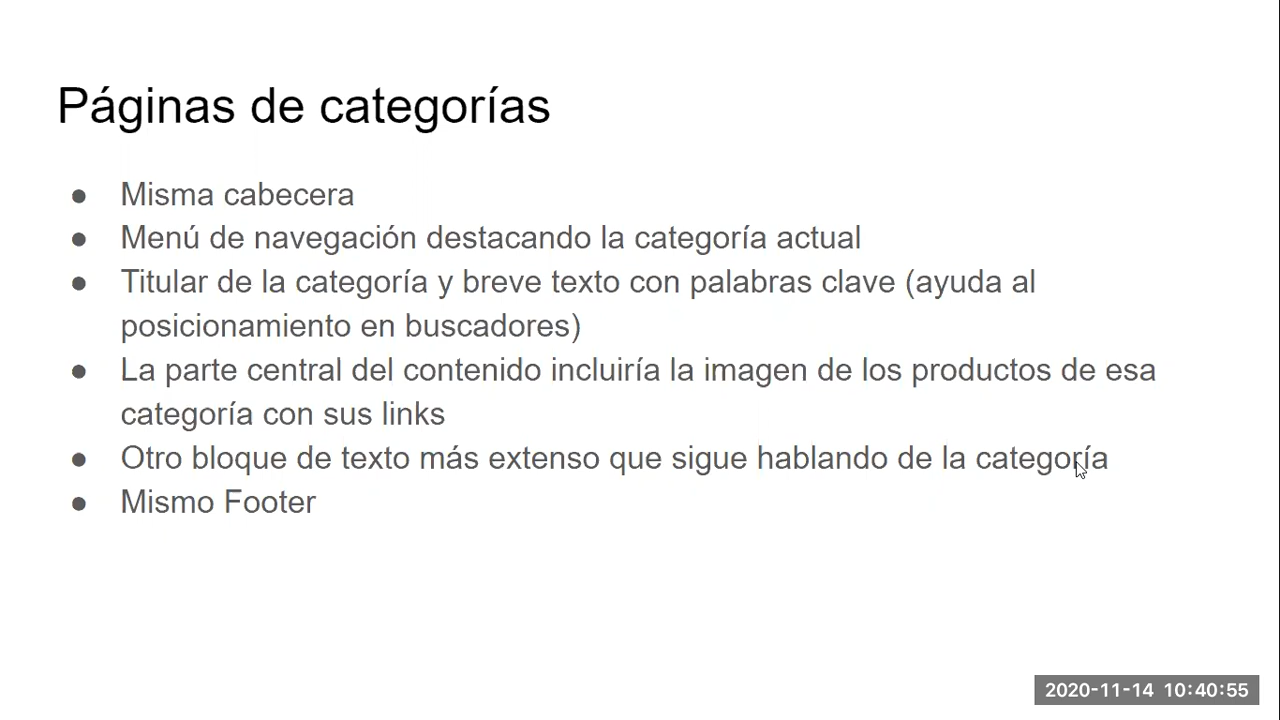 Páginas de categorías
● Misma cabecera
● Menú de navegación destacando la categoría actual
● Titular de la categoría y breve texto con palabras clave (ayuda al
posicionamiento en buscadores)
● La parte central del contenido incluiría la imagen de los productos de esa
categoría con sus links
● Otro bloque de texto más extenso que sigue hablando de la categoría
● Mismo Footer
2020-11-14 10:40:55